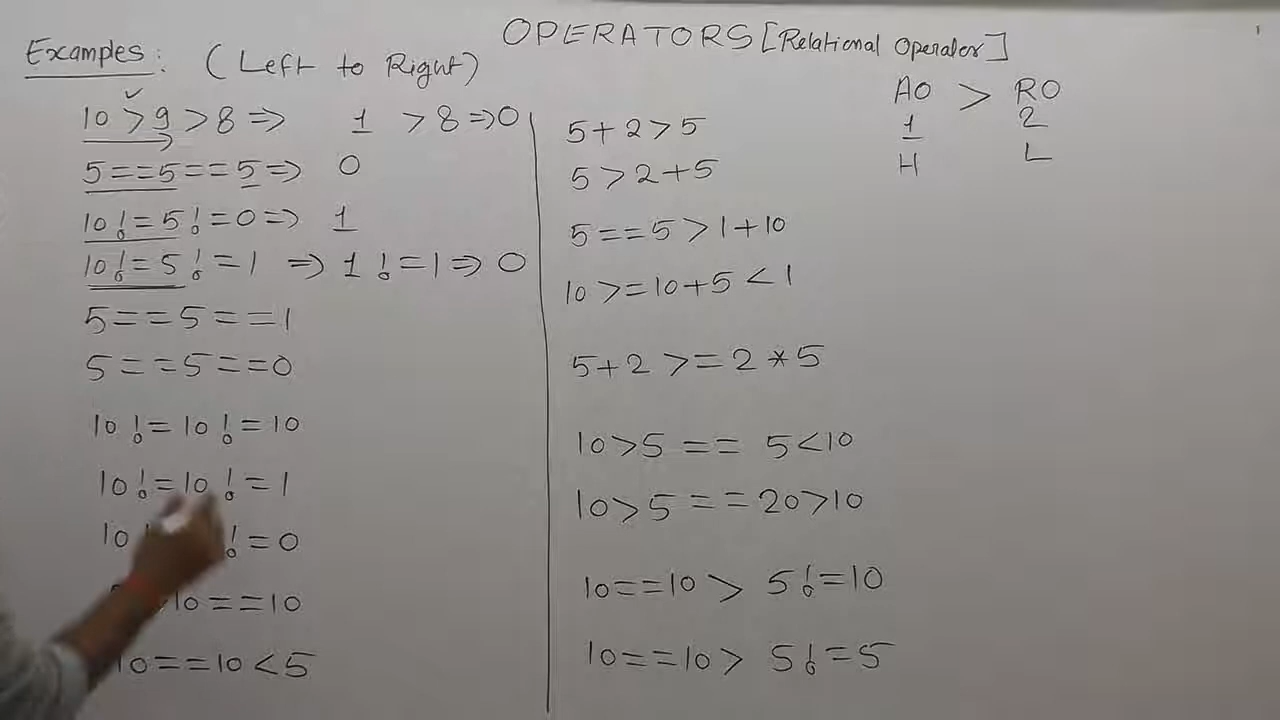 OPERATORS [Relational Operator]
Examples: (Left to Right)
10 > 9 > 8 => 1 > 8 => 0
5==5==5=> 0
10!=5!=0=> 1
10!=5!=1 => 1!=1=> 0
5==5==1
5==5==0
10!=10!=10
10!=10!=1
10 !=0
10==10
10==10<5
5+2>5
5>2+5
5==5>1+10
10>=10+5<1
5+2>=2*5
10>5 == 5<10
10>5==20>10
10==10> 5!=10
10==10> 5!=5
AO > RO
1 2
H L